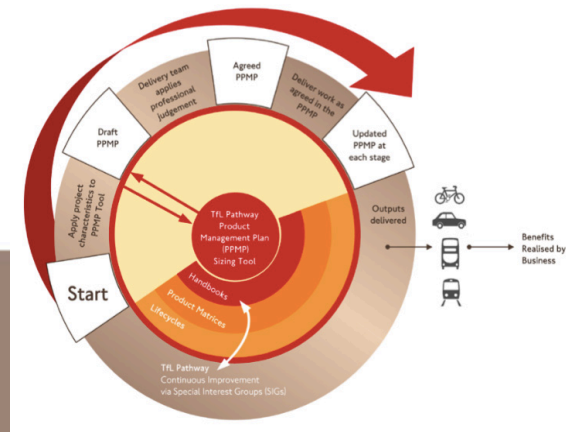 Start
Apply project
characteristics to
PPMP Tool
Draft
PPMP
Delivery team
applies
professional
judgement
Agreed
PPMP
Deliver work as
agreed in the
PPMP
Updated
PPMP at
each stage
Outputs
delivered
Benefits
Realised by
Business
TfL Pathway
Product
Management Plan
(PPMP)
Sizing Tool
Handbooks
Product Matrices
Lifecycles
TfL Pathway
Continuous Improvement
via Special Interest Groups (SIGs)